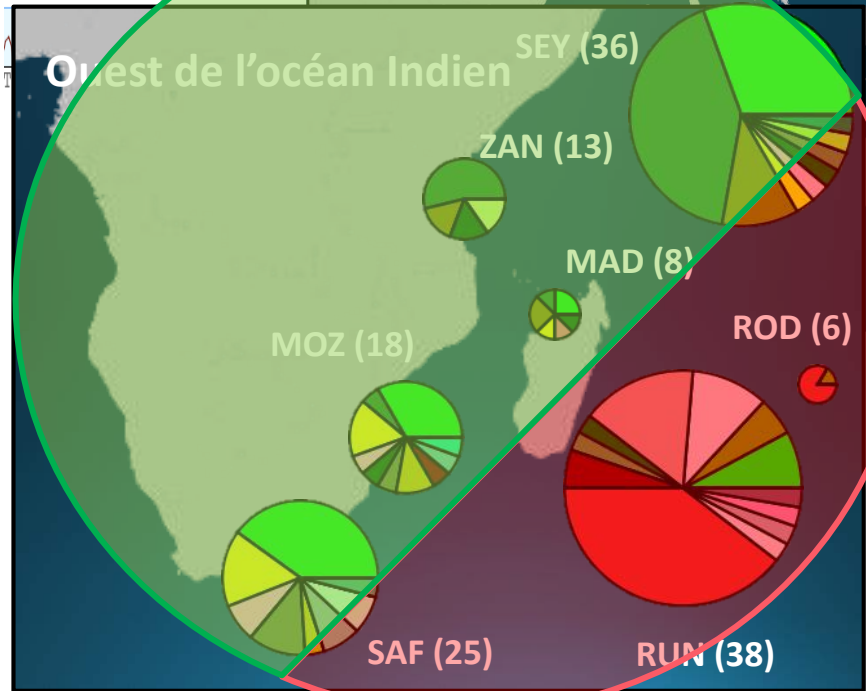 Ouest de l’océan Indien
SEY (36)
ZAN (13)
MAD (8)
ROD (6)
MOZ (18)
SAF (25)
RUN (38)